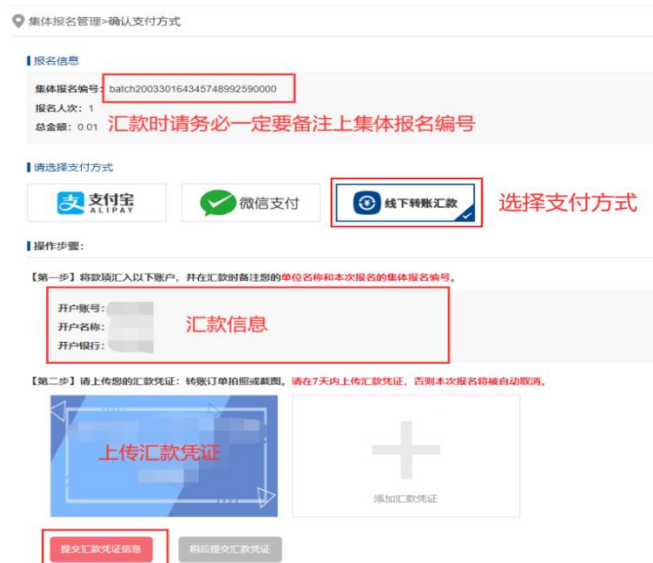 集体报名管理>确认支付方式
报名信息
集体报名编号：batch200330164345748992590000
报名人次：1
总金额：0.01
汇款时请务必一定要备注上集体报名编号
请选择支付方式
支付宝
ALIPAY
微信支付
线下转账汇款
选择支付方式
操作步骤：
【第一步】将款项汇入以下账户，并在汇款时备注您的单位名称和本次报名的集体报名编号。
开户账号：
开户名称：
开户银行：
汇款信息
【第二步】请上传您的汇款凭证：转账订单拍照或截图。请在7天内上传汇款凭证，否则本次报名将被自动取消。
上传汇款凭证
添加汇款凭证
提交汇款凭证信息
稍后提交汇款凭证